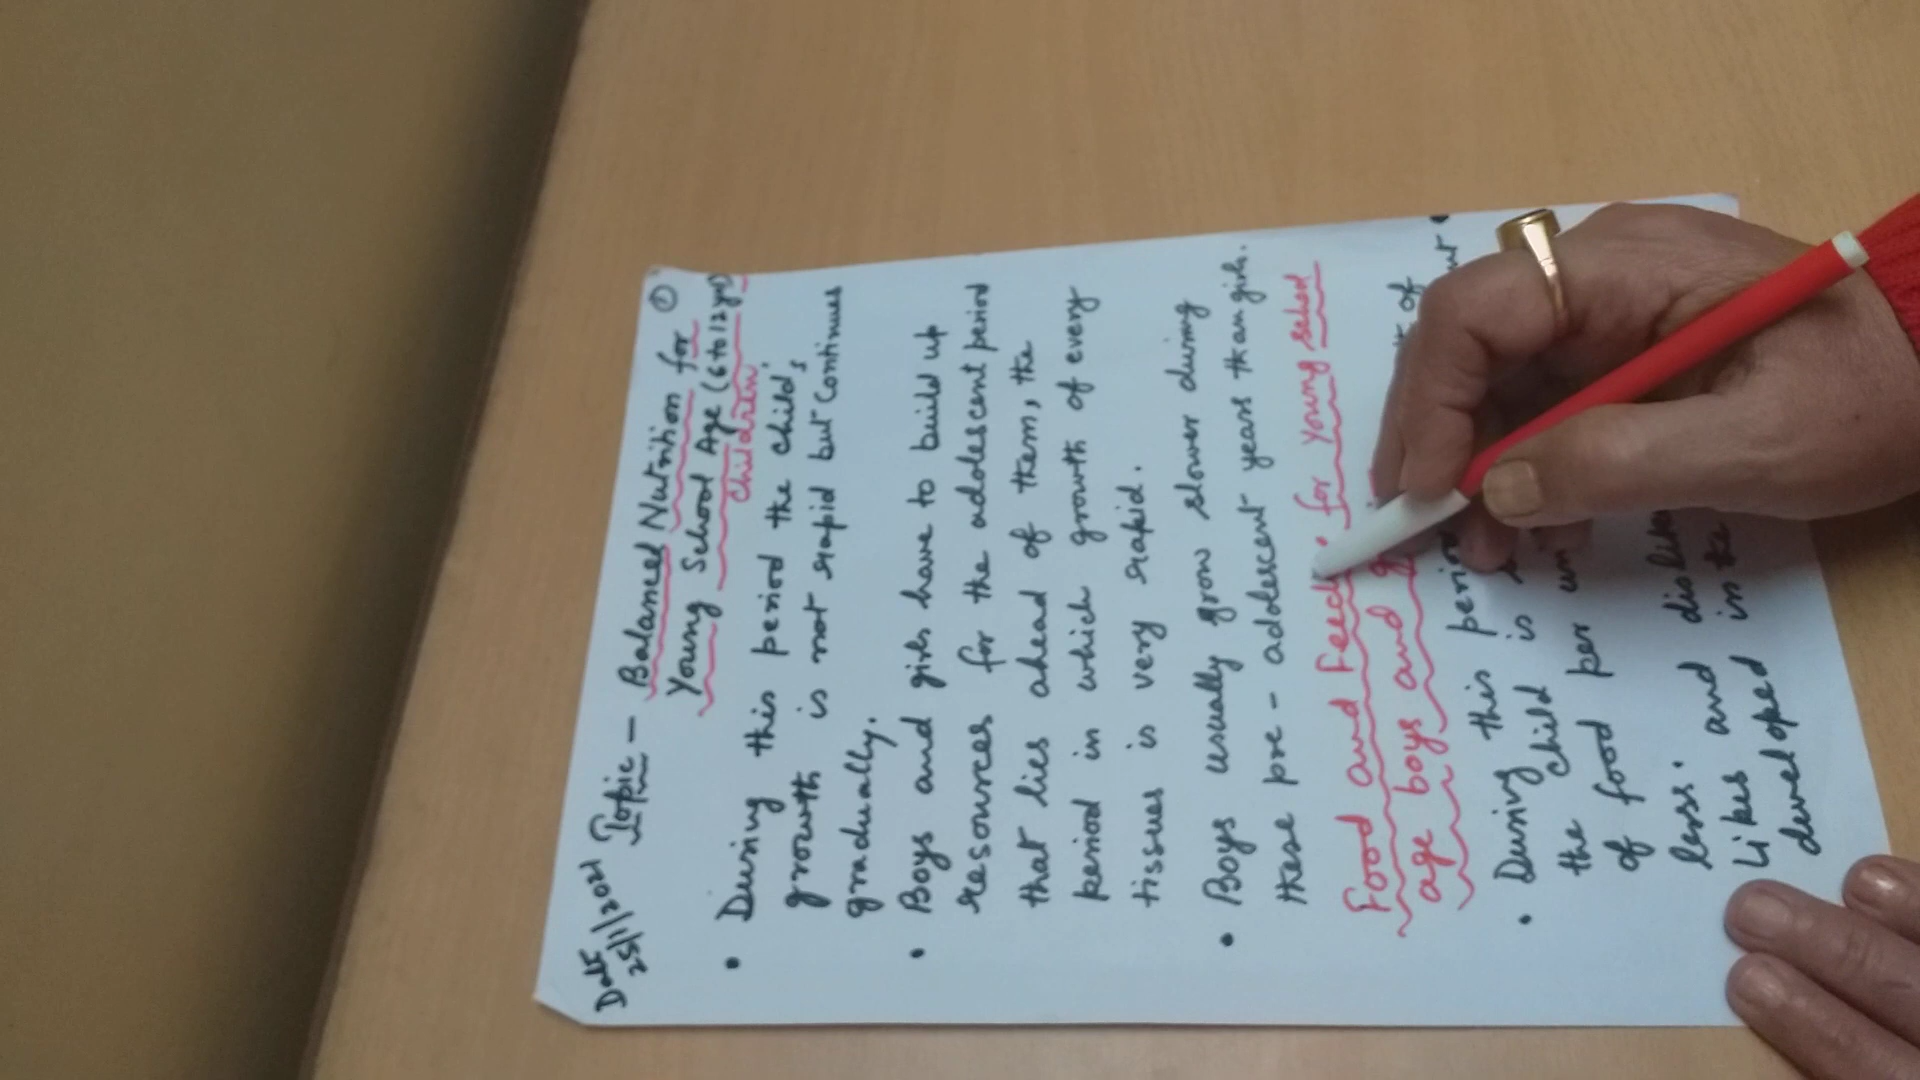 Date 25/1/2021
Topic – Balanced Nutrition for ①
Young School Age (6 to 12 yrs)
Children
• During this period the child's
growth is not rapid but continues
gradually.
• Boys and girls have to build up
resources for the adolescent period
that lies ahead of them, the
period in which growth of every
tissues is very rapid.
• Boys usually grow slower during
these pre - adolescent years than girls.
Food and Feeding for young school
age boys and
• During this period of
the child is
of food per
less. and
Likes and in the
developed